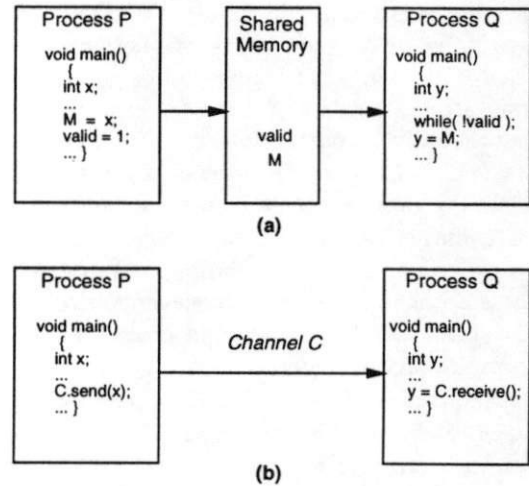 Process P
void main()
{
int x;
...
M = x;
valid = 1;
... }
Shared
Memory
valid
M
Process Q
void main()
{
int y;
...
while( !valid );
y = M;
... }
(a)
Process P
void main()
{
int x;
...
C.send(x);
... }
Channel C
Process Q
void main()
{
int y;
...
y = C.receive();
... }
(b)